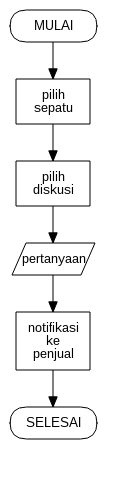 MULAI
pilih
sepatu
pilih
diskusi
pertanyaan
notifikasi
ke
penjual
SELESAI